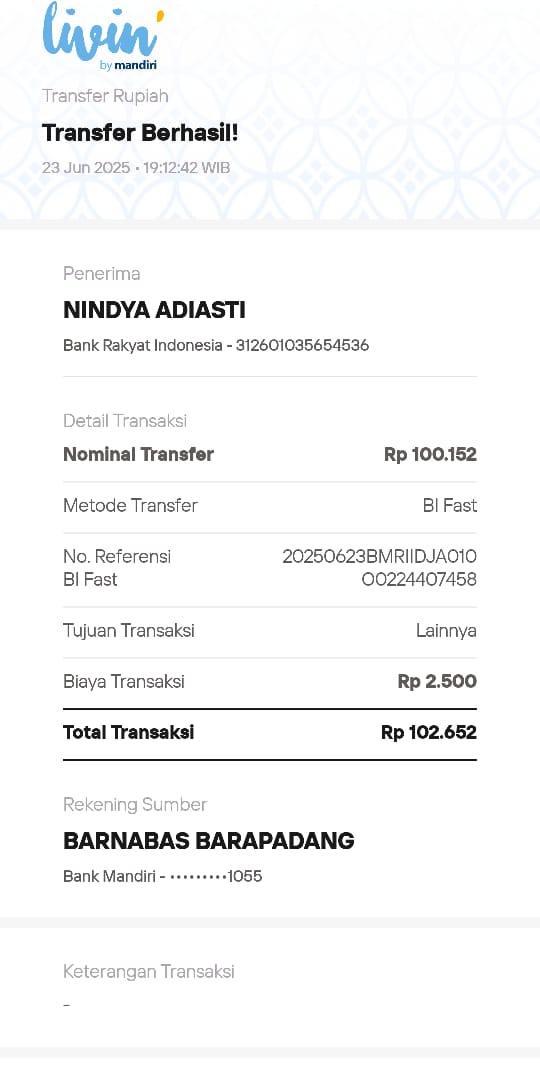 livin'
by mandiri
Transfer Rupiah
Transfer Berhasil!
23 Jun 2025 • 19:12:42 WIB
Penerima
NINDYA ADIASTI
Bank Rakyat Indonesia - 312601035654536
Detail Transaksi
Nominal Transfer Rp 100.152
Metode Transfer BI Fast
No. Referensi 20250623BMRIIDJA010
BI Fast 00224407458
Tujuan Transaksi Lainnya
Biaya Transaksi Rp 2.500
Total Transaksi Rp 102.652
Rekening Sumber
BARNABAS BARAPADANG
Bank Mandiri - •••••••••1055
Keterangan Transaksi
-